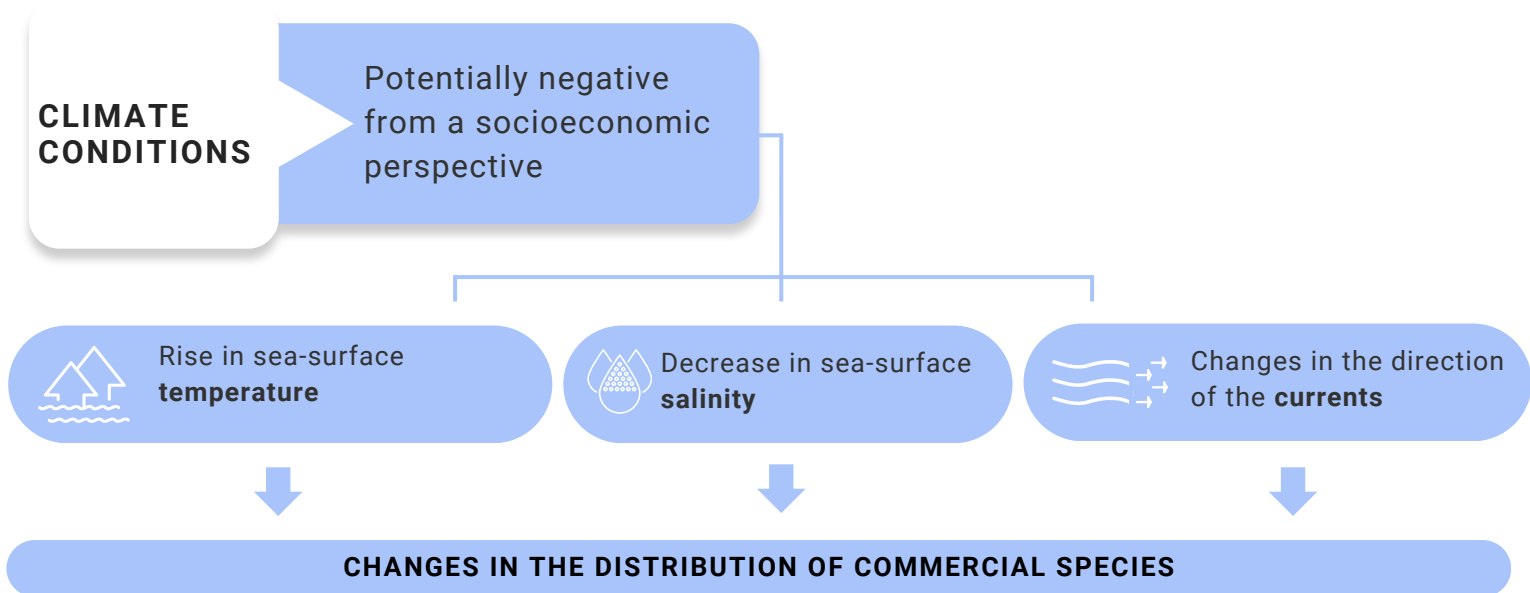 CLIMATE
CONDITIONS
Potentially negative
from a socioeconomic
perspective
Rise in sea-surface
temperature
Decrease in sea-surface
salinity
Changes in the direction
of the currents
CHANGES IN THE DISTRIBUTION OF COMMERCIAL SPECIES